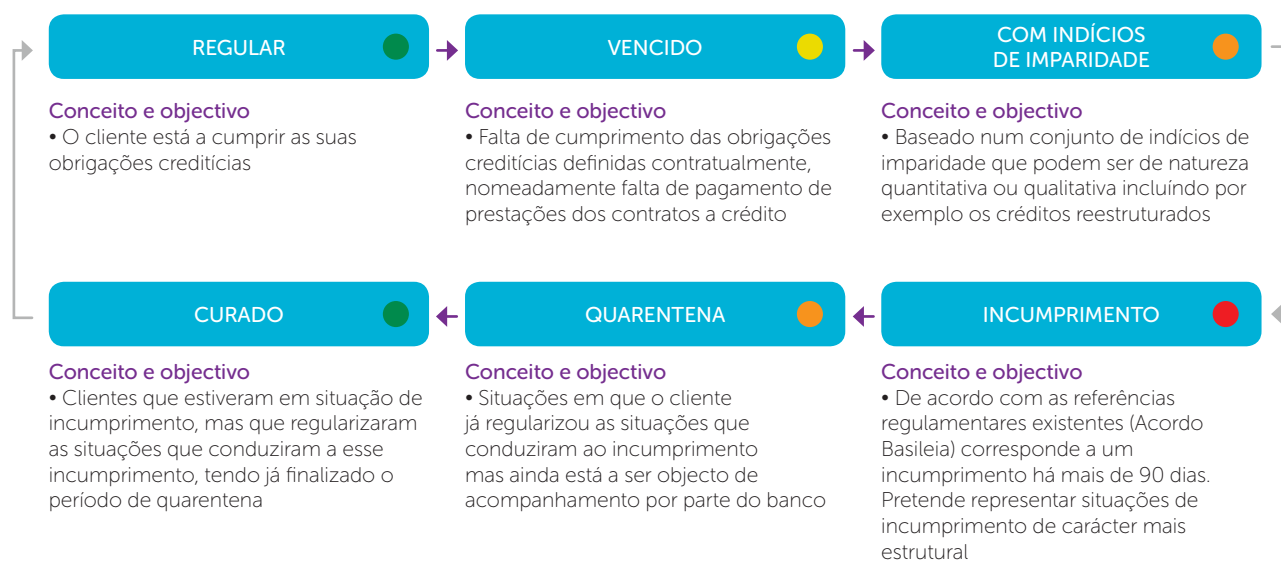 REGULAR
Conceito e objectivo
• O cliente está a cumprir as suas
obrigações creditícias
VENCIDO
Conceito e objectivo
• Falta de cumprimento das obrigações
creditícias definidas contratualmente,
nomeadamente falta de pagamento de
prestações dos contratos a crédito
COM INDÍCIOS
DE IMPARIDADE
Conceito e objectivo
• Baseado num conjunto de indícios de
imparidade que podem ser de natureza
quantitativa ou qualitativa incluíndo por
exemplo os créditos reestruturados
CURADO
Conceito e objectivo
• Clientes que estiveram em situação de
incumprimento, mas que regularizaram
as situações que conduziram a esse
incumprimento, tendo já finalizado o
período de quarentena
QUARENTENA
Conceito e objectivo
• Situações em que o cliente
já regularizou as situações que
conduziram ao incumprimento
mas ainda está a ser objecto de
acompanhamento por parte do banco
INCUMPRIMENTO
Conceito e objectivo
• De acordo com as referências
regulamentares existentes (Acordo
Basileia) corresponde a um
incumprimento há mais de 90 dias.
Pretende representar situações de
incumprimento de carácter mais
estrutural